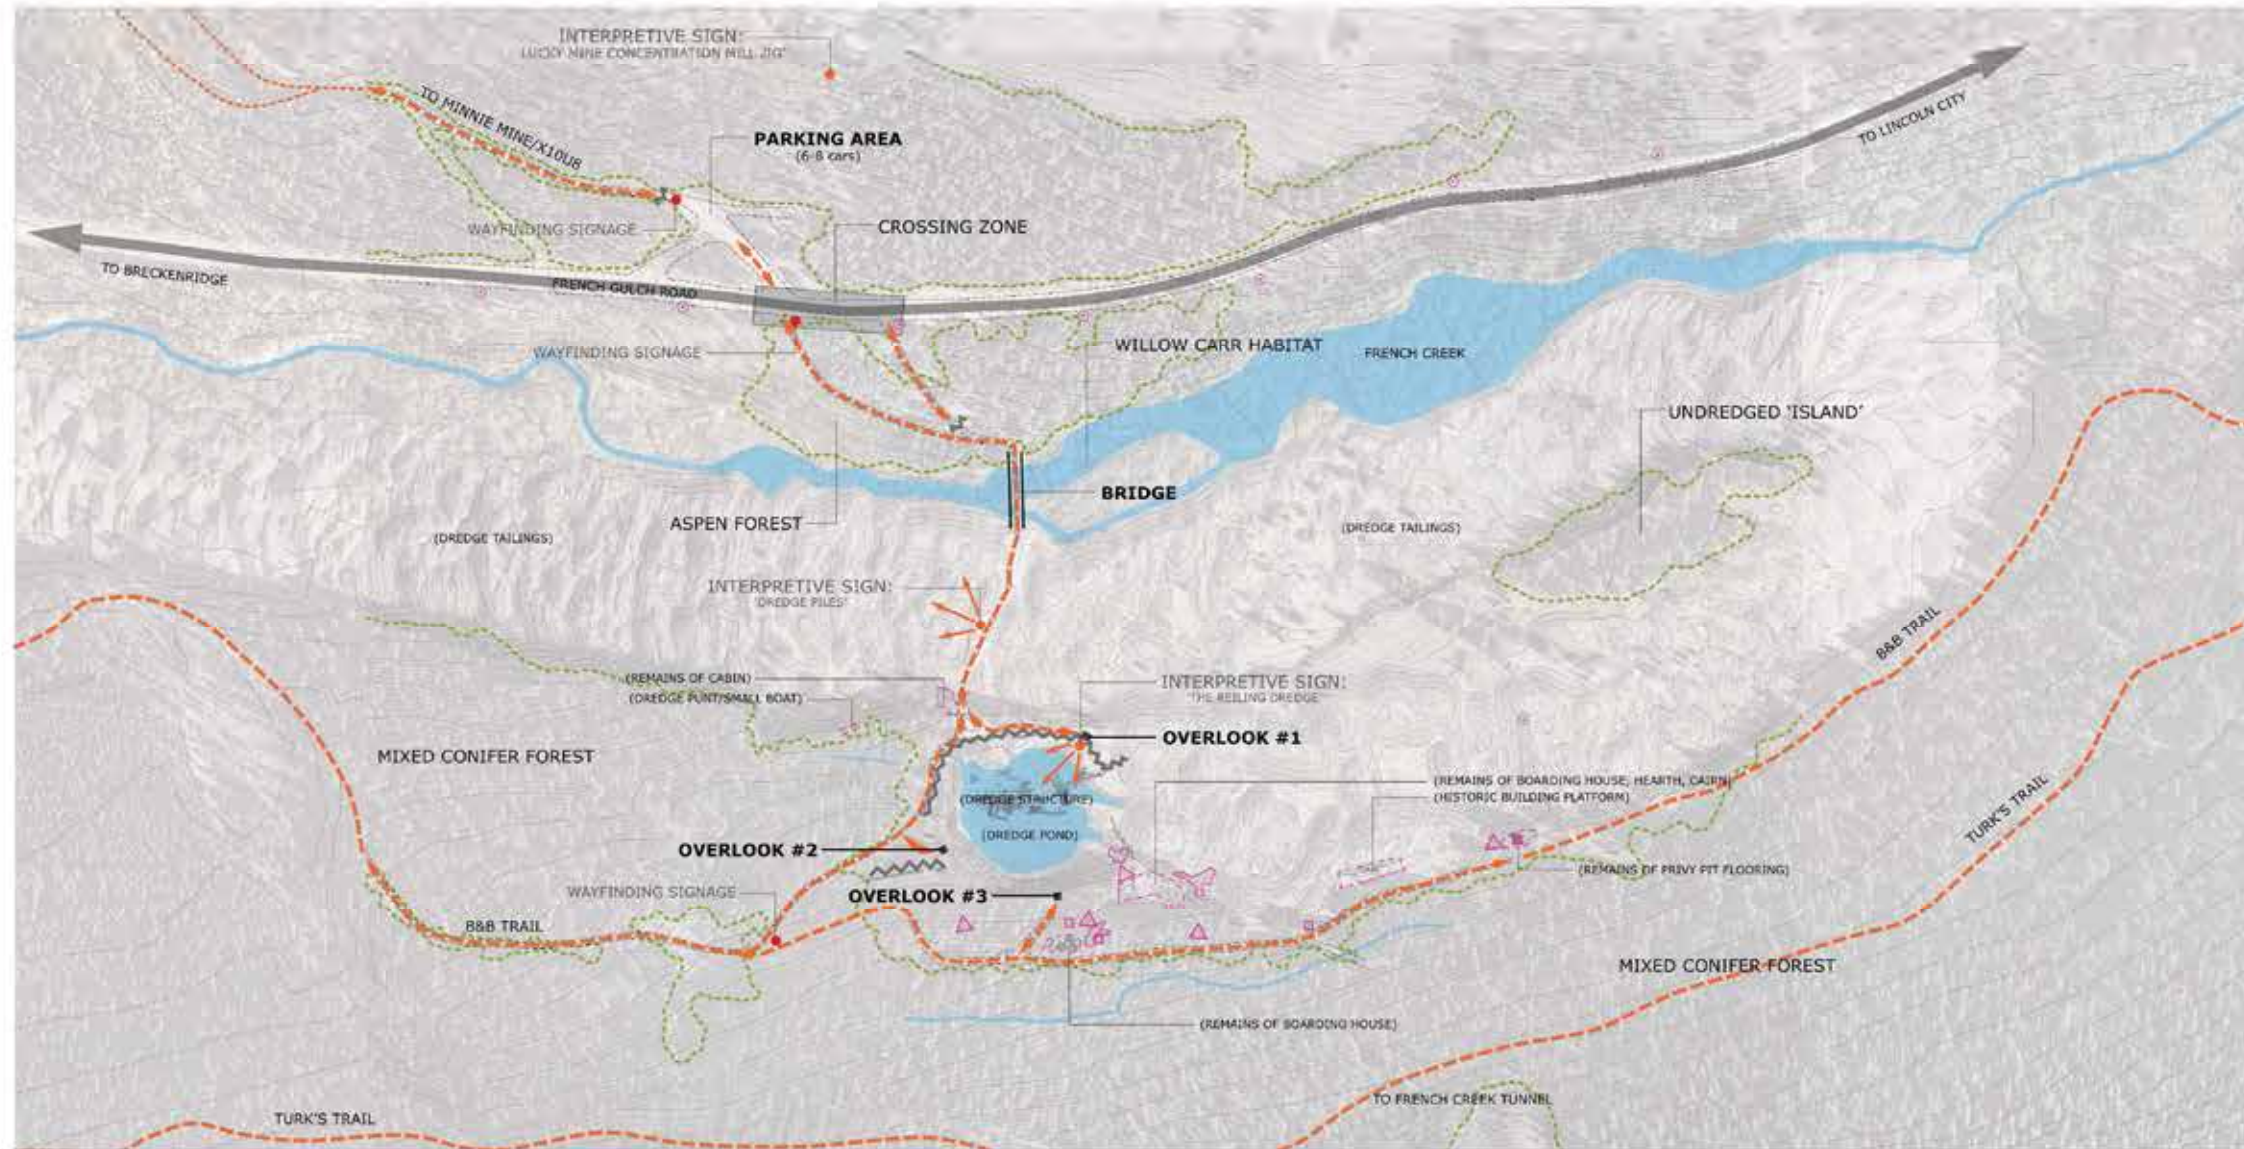 INTERPRETIVE SIGN:
LUCKY MINE CONCENTRATION MILL JIG'
TO MINNIE MINE/X10U8
PARKING AREA
(6-8 cars)
TO LINCOLN CITY
WAYFINDING SIGNAGE
CROSSING ZONE
TO BRECKENRIDGE
FRENCH GULCH ROAD
WAYFINDING SIGNAGE
WILLOW CARR HABITAT
FRENCH CREEK
UNDREDGED 'ISLAND'
BRIDGE
ASPEN FOREST
(DREDGE TAILINGS)
(DREDGE TAILINGS)
INTERPRETIVE SIGN:
'DREDGE PILES'
B&B TRAIL
(REMAINS OF CABIN)
(DREDGE PUNT/SMALL BOAT)
INTERPRETIVE SIGN:
'THE REILING DREDGE'
OVERLOOK #1
MIXED CONIFER FOREST
(REMAINS OF BOARDING HOUSE, HEARTH, CAIRN)
(HISTORIC BUILDING PLATFORM)
(DREDGE STRUCTURE)
(DREDGE POND)
TURK'S TRAIL
OVERLOOK #2
(REMAINS OF PRIVY PIT FLOORING)
WAYFINDING SIGNAGE
OVERLOOK #3
B&B TRAIL
MIXED CONIFER FOREST
(REMAINS OF BOARDING HOUSE)
TO FRENCH CREEK TUNNEL
TURK'S TRAIL